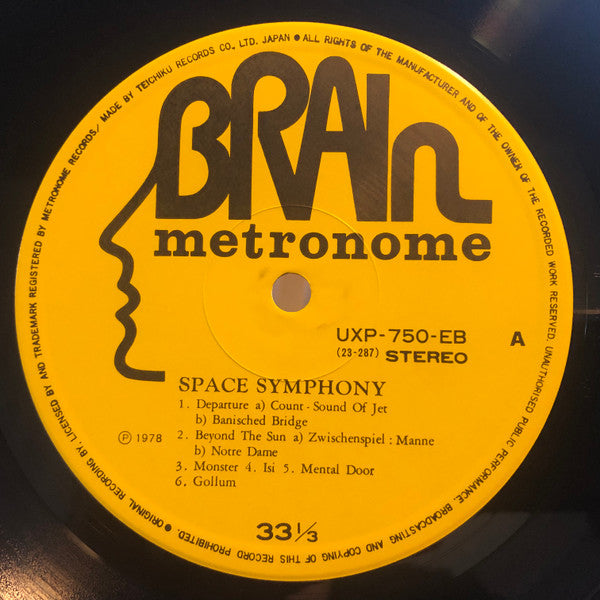 BRAIN
metronome
UXP-750-EB
(23-287) STEREO
A
SPACE SYMPHONY
1. Departure a) Count-Sound Of Jet
b) Banisched Bridge
2. Beyond The Sun a) Zwischenspiel : Manne
b) Notre Dame
3. Monster 4. Isi 5. Mental Door
6. Gollum
Ⓟ 1978
33 1/3
● ORIGINAL RECORDING BY, LICENSED BY AND TRADEMARK REGISTERED BY METRONOME RECORDS/ MADE BY TEICHIKU RECORDS CO., LTD. JAPAN ● ALL RIGHTS OF THE MANUFACTURER AND OF THE OWNER OF THE RECORDED WORK RESERVED. UNAUTHORISED PUBLIC PERFORMANCE, BROADCASTING AND COPYING OF THIS RECORD PROHIBITED.